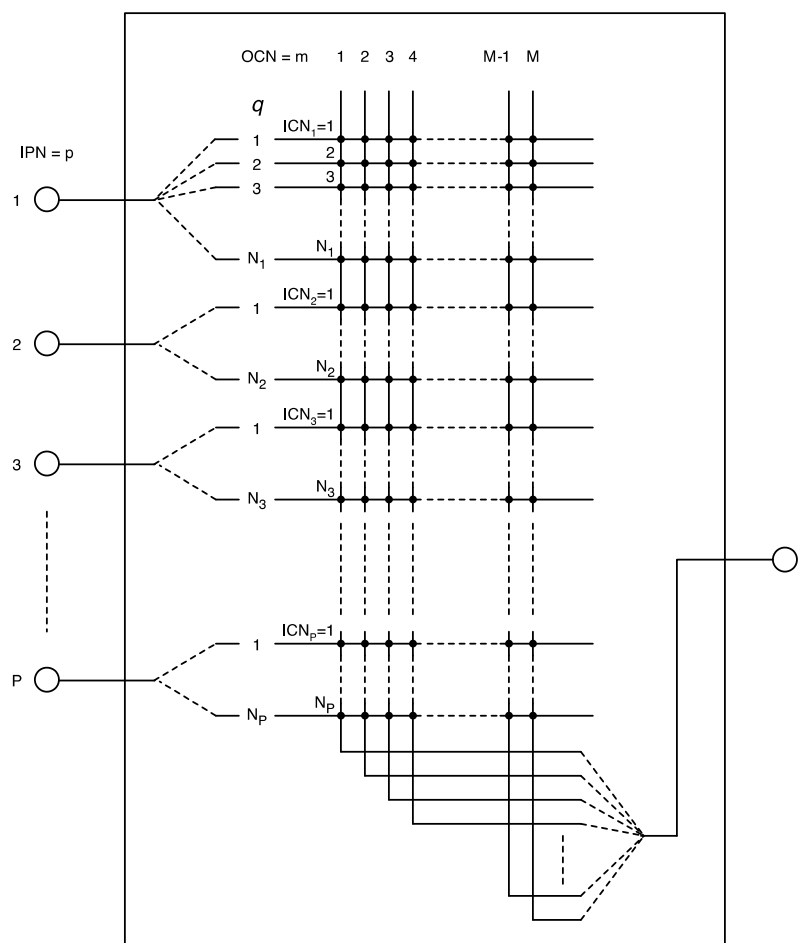 OCN = m 1 2 3 4 M-1 M
q
1 ICN₁=1
IPN = p
2 2
3 3
1
N₁ N₁
1 ICN₂=1
2
N₂ N₂
1 ICN₃=1
3
N₃ N₃
1 ICNₚ=1
P
Nₚ Nₚ